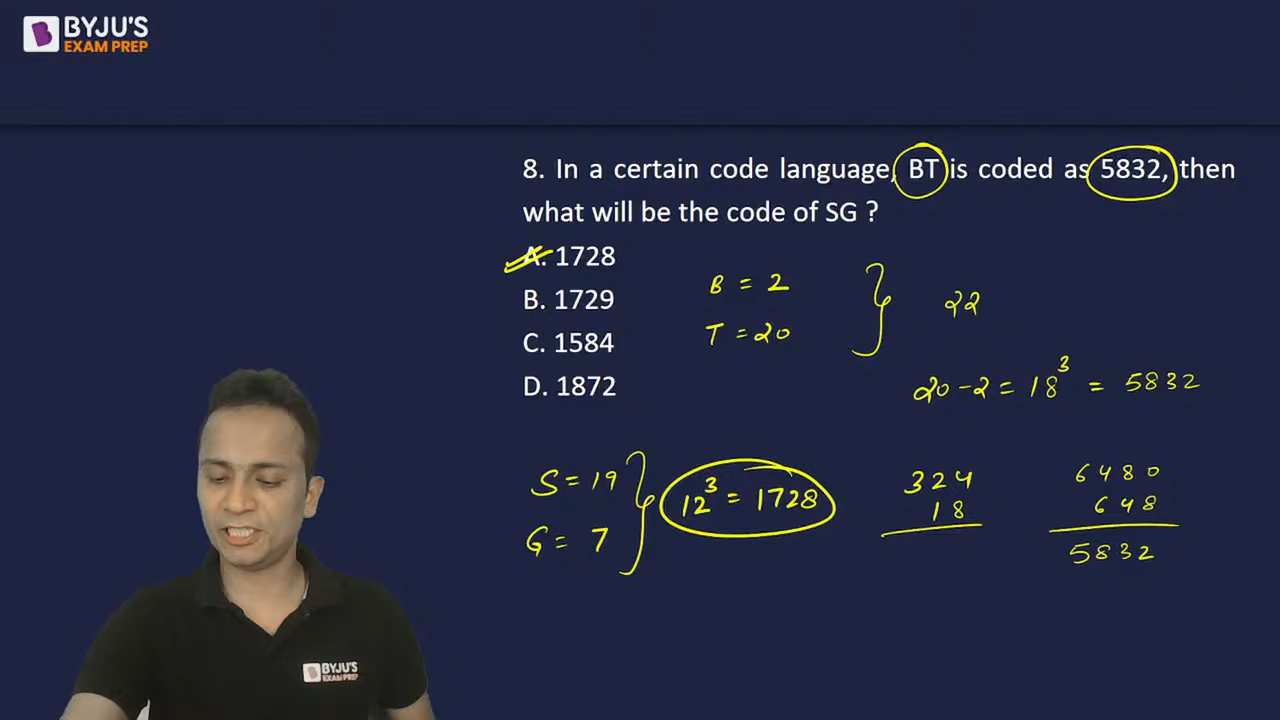 BYJU'S
EXAM PREP
8. In a certain code language, BT is coded as 5832, then
what will be the code of SG ?
A. 1728
B. 1729
C. 1584
D. 1872
B = 2
T = 20
22
20 - 2 = 18³ = 5832
S = 19
G = 7
12³ = 1728
324
18
6480
648
5832
BYJU'S
EXAM PREP